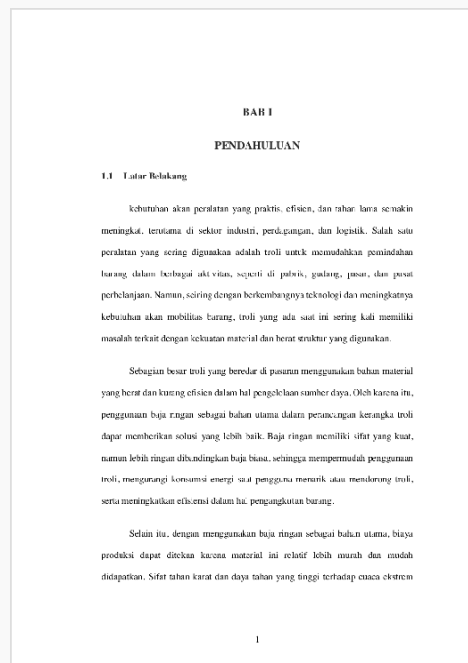 BAB I
PENDAHULUAN
1.1 Latar Belakang
kebutuhan akan peralatan yang praktis, efisien, dan tahan lama semakin
meningkat, terutama di sektor industri, perdagangan, dan logistik. Salah satu
peralatan yang sering digunakan adalah troli untuk memudahkan pemindahan
barang dalam berbagai aktivitas, seperti di pabrik, gudang, pasar, dan pusat
perbelanjaan. Namun, seiring dengan berkembangnya teknologi dan meningkatnya
kebutuhan akan mobilitas barang, troli yang ada saat ini sering kali memiliki
masalah terkait dengan kekuatan material dan berat struktur yang digunakan.
Sebagian besar troli yang beredar di pasaran menggunakan bahan material
yang berat dan kurang efisien dalam hal pengelolaan sumber daya. Oleh karena itu,
penggunaan baja ringan sebagai bahan utama dalam perancangan kerangka troli
dapat memberikan solusi yang lebih baik. Baja ringan memiliki sifat yang kuat,
namun lebih ringan dibandingkan baja biasa, sehingga mempermudah penggunaan
troli, mengurangi konsumsi energi saat pengguna menarik atau mendorong troli,
serta meningkatkan efisiensi dalam hal pengangkutan barang.
Selain itu, dengan menggunakan baja ringan sebagai bahan utama, biaya
produksi dapat ditekan karena material ini relatif lebih murah dan mudah
didapatkan. Sifat tahan karat dan daya tahan yang tinggi terhadap cuaca ekstrem
1